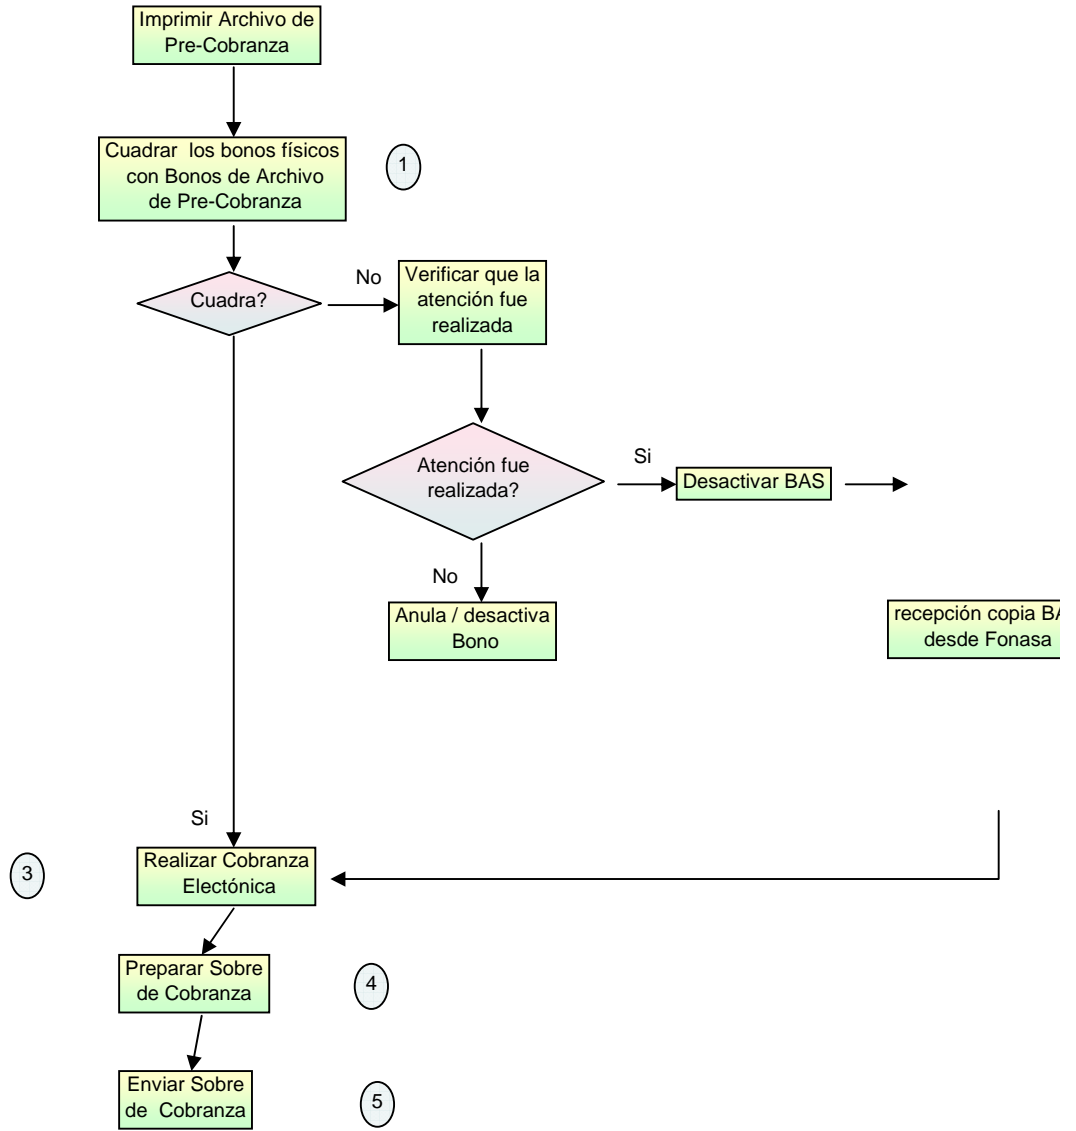 Imprimir Archivo de
Pre-Cobranza
Cuadrar los bonos físicos
con Bonos de Archivo
de Pre-Cobranza
1
Cuadra?
No
Verificar que la
atención fue
realizada
Atención fue
realizada?
Si
Desactivar BAS
No
Anula / desactiva
Bono
recepción copia
desde Fonasa
Si
Realizar Cobranza
Electónica
3
Preparar Sobre
de Cobranza
4
Enviar Sobre
de Cobranza
5